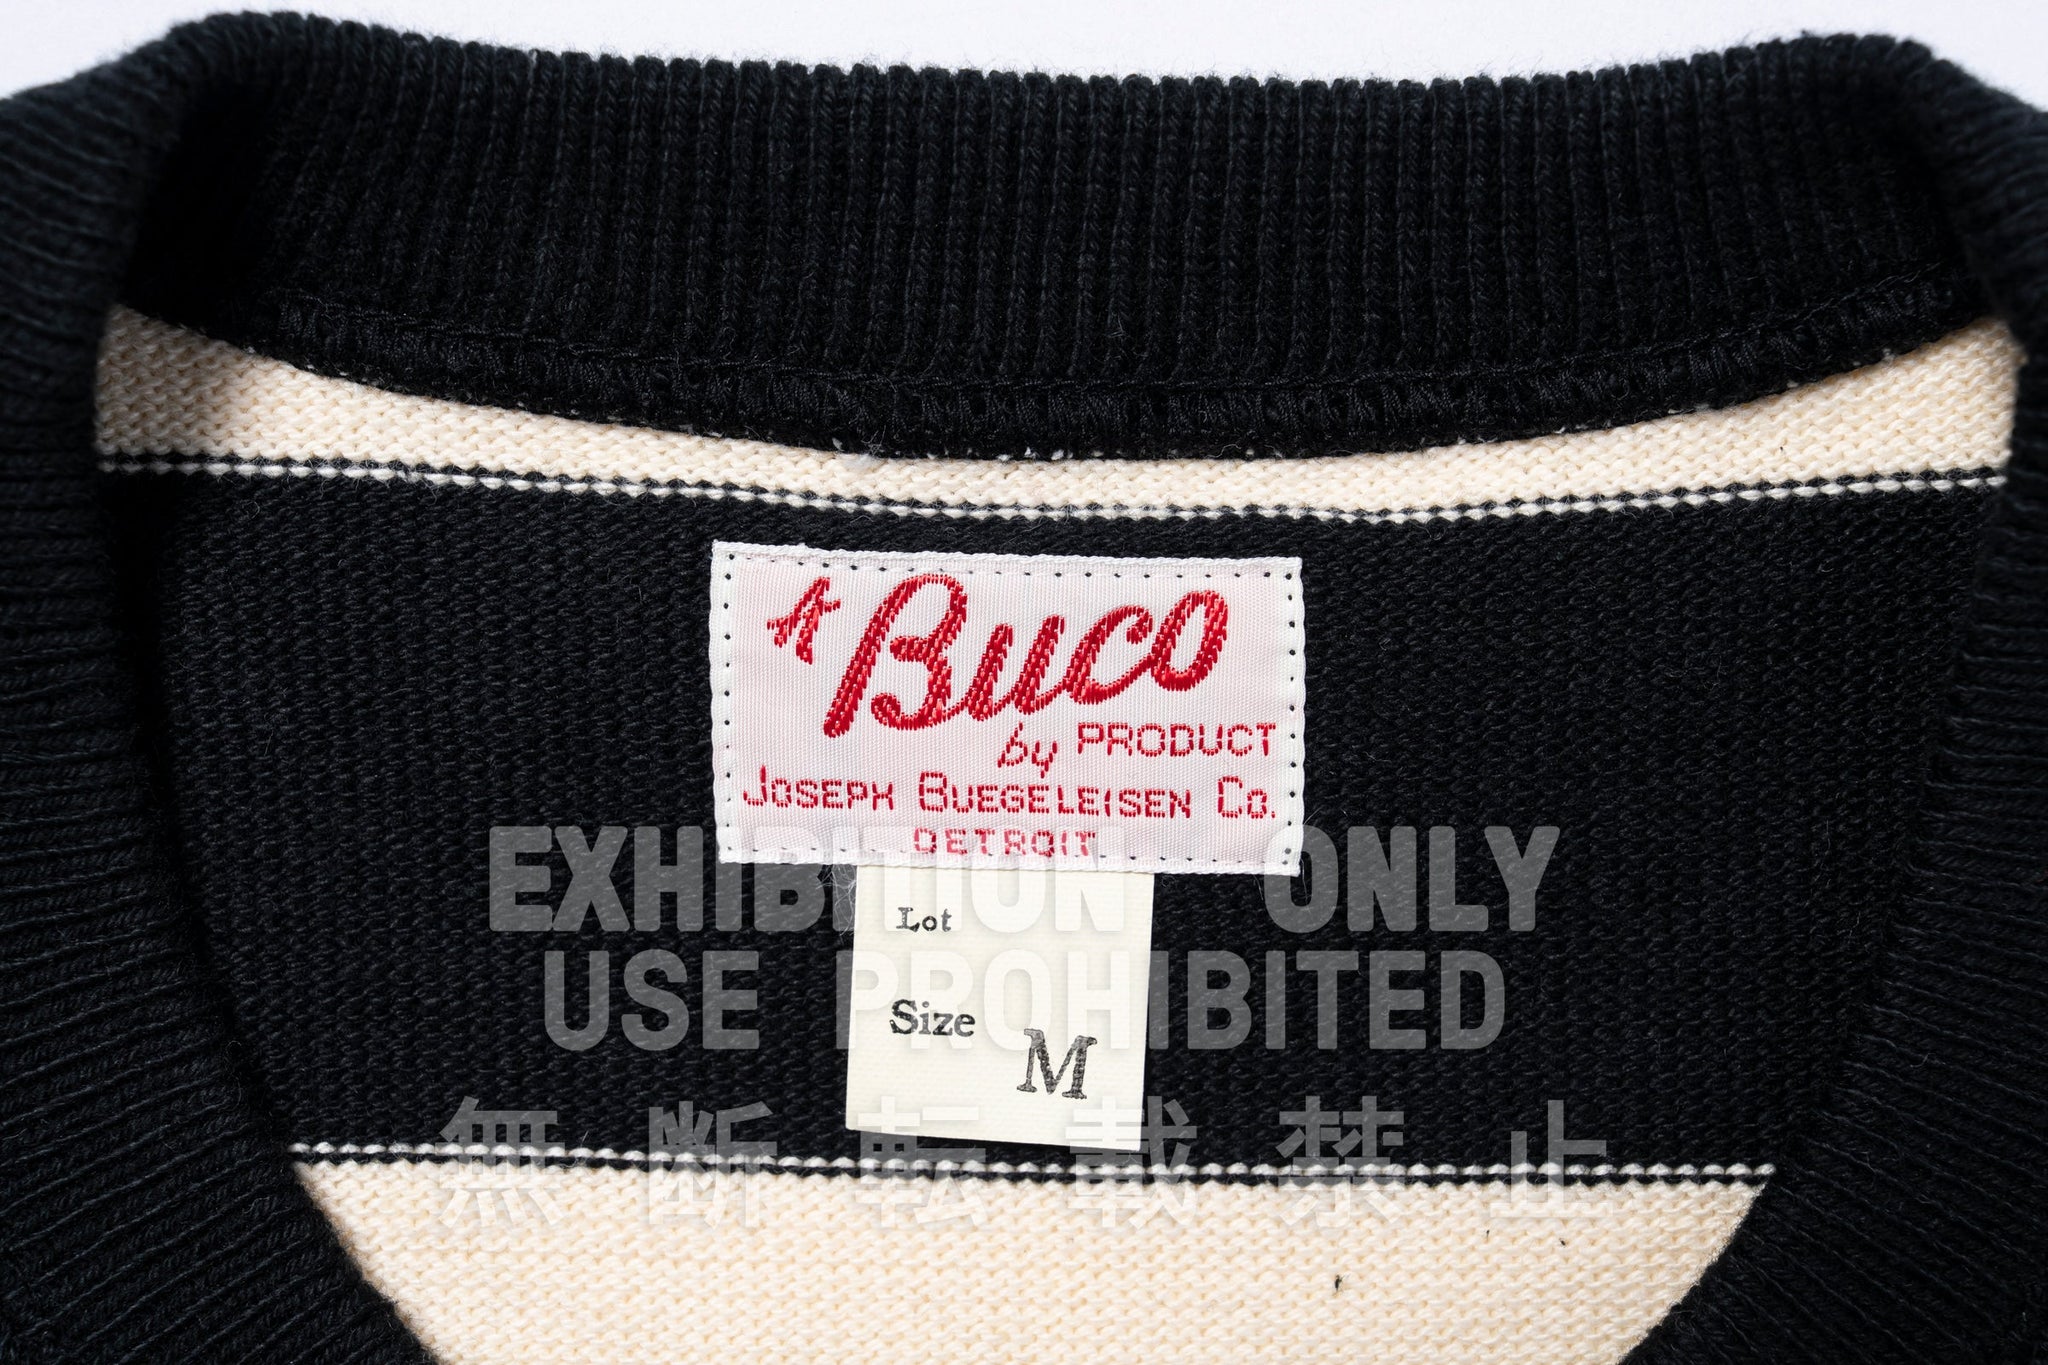 A Buco
by PRODUCT
JOSEPH BUEGELEISEN CO.
DETROIT
Lot
Size M
EXHIBITION ONLY
USE PROHIBITED
無断転載禁止